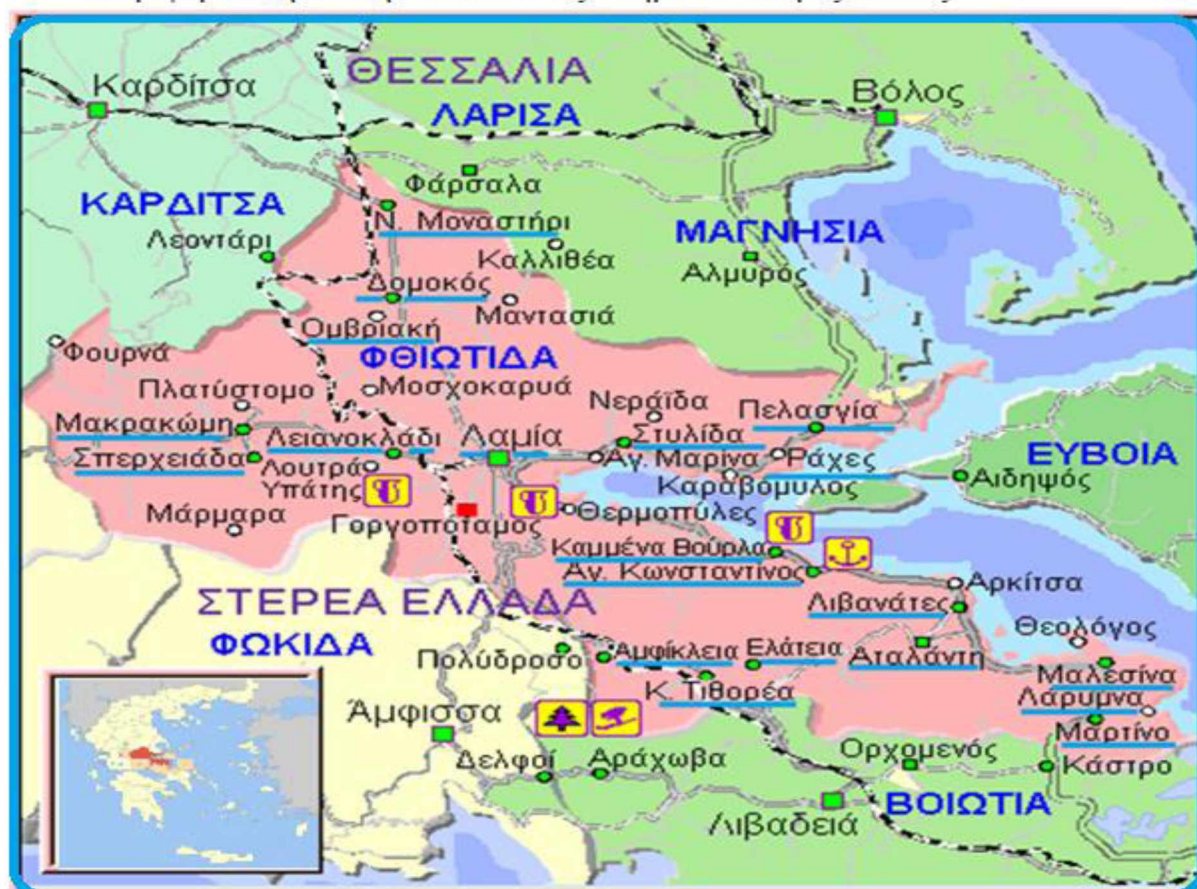 ΘΕΣΣΑΛΙΑ
Καρδίτσα
Βόλος
ΛΑΡΙΣΑ
Φάρσαλα
ΚΑΡΔΙΤΣΑ
Ν. Μοναστήρι
ΜΑΓΝΗΣΙΑ
Λεοντάρι
Καλλιθέα
Αλμυρός
Δομοκός
Μαντασιά
Ομβριακή
Φουρνά
ΦΘΙΩΤΙΔΑ
Πλατύστομο
Μοσχοκαρυά
Νεράϊδα
Πελασγία
Μακρακώμη
Λειανοκλάδι
Λαμία
Στυλίδα
ΕΥΒΟΙΑ
Σπερχειάδα
Λουτρά
Υπάτης
Αγ. Μαρίνα
Ράχες
Αιδηψός
Καραβόμυλος
Μάρμαρα
Γοργοπόταμος
Θερμοπύλες
Καμμένα Βούρλα
Αγ. Κωνσταντίνος
Αρκίτσα
ΣΤΕΡΕΑ ΕΛΛΑΔΑ
Λιβανάτες
ΦΩΚΙΔΑ
Θεολόγος
Πολύδροσο
Αμφίκλεια
Ελάτεια
Αταλάντη
Μαλεσίνα
Κ. Τιθορέα
Λάρυμνα
Άμφισσα
Μαρτίνο
Δελφοί
Αράχωβα
Ορχομενός
Κάστρο
Λιβαδειά
ΒΟΙΩΤΙΑ